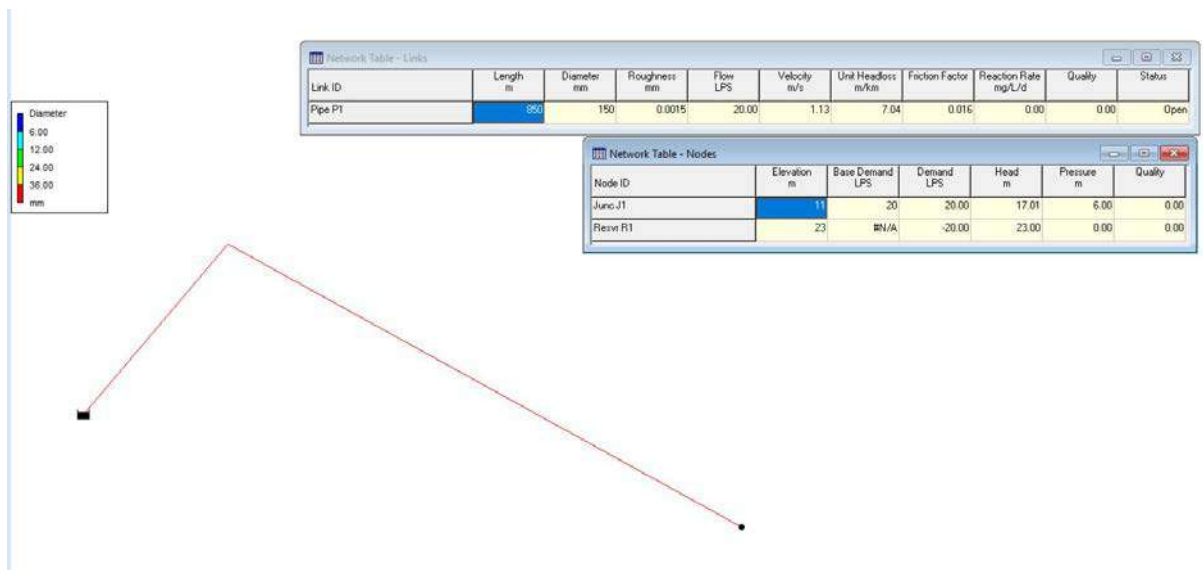 Network Table - Links
Link ID Length m Diameter mm Roughness mm Flow LPS Velocity m/s Unit Headloss m/km Friction Factor Reaction Rate mg/L/d Quality Status
Pipe P1 850 150 0.0015 20.00 1.13 7.04 0.016 0.00 0.00 Open
Diameter
6.00
12.00
24.00
36.00
mm
Network Table - Nodes
Node ID Elevation m Base Demand LPS Demand LPS Head m Pressure m Quality
Junc J1 11 20 20.00 17.01 6.00 0.00
Resvr R1 23 #N/A -20.00 23.00 0.00 0.00